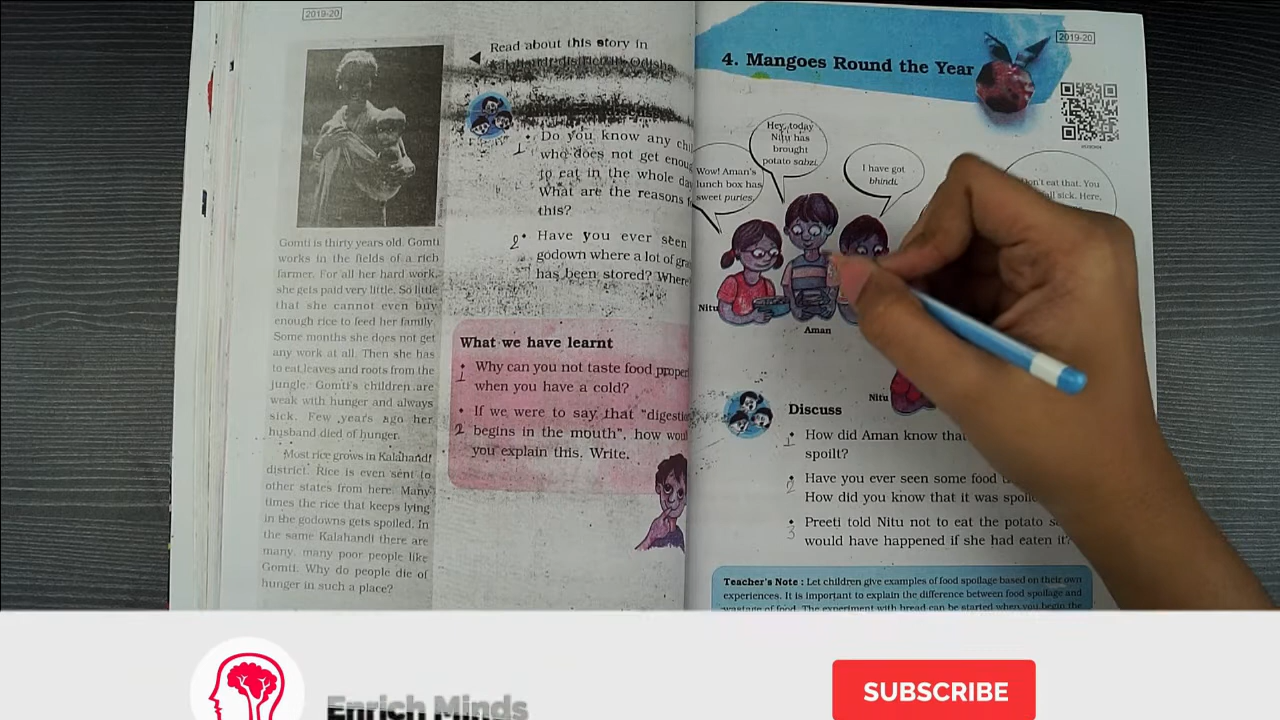 2019-20
Gomti is thirty years old. Gomti
works in the fields of a rich
farmer. For all her hard work,
she gets paid very little. So little
that she cannot even buy
enough rice to feed her family.
Some months she does not get
any work at all. Then she has
to eat leaves and roots from the
jungle. Gomti's children are
weak with hunger and always
sick. Few years ago her
husband died of hunger.
Most rice grows in Kalahandi
district. Rice is even sent to
other states from here. Many
times the rice that keeps lying
in the godowns gets spoiled. In
the same Kalahandi there are
many, many poor people like
Gomti. Why do people die of
hunger in such a place?
Read about this story in
Odisha
1 • Do you know any
who does not get
to eat in the whole
What are the reasons
this?
2 • Have you ever seen
godown where a lot of
has been stored? Where
What we have learnt
1 • Why can you not taste food
when you have a cold?
2 • If we were to say that "
begins in the mouth", how
you explain this. Write.
4. Mangoes Round the Year
2019-20
Wow! Aman's
lunch box has
sweet puries.
Hey, today
Nitu has
brought
potato sabzi.
I have got
bhindi.
Don't eat that. You
sick. Here,
Nitu
Aman
Nitu
Discuss
1 • How did Aman know that
spoilt?
2 • Have you ever seen some food
How did you know that it was
3 • Preeti told Nitu not to eat the potato
would have happened if she had eaten it?
Teacher's Note : Let children give examples of food spoilage based on their own
experiences. It is important to explain the difference between food spoilage and
wastage of food. The experiment with bread can be started when you begin the
Enrich Minds
SUBSCRIBE